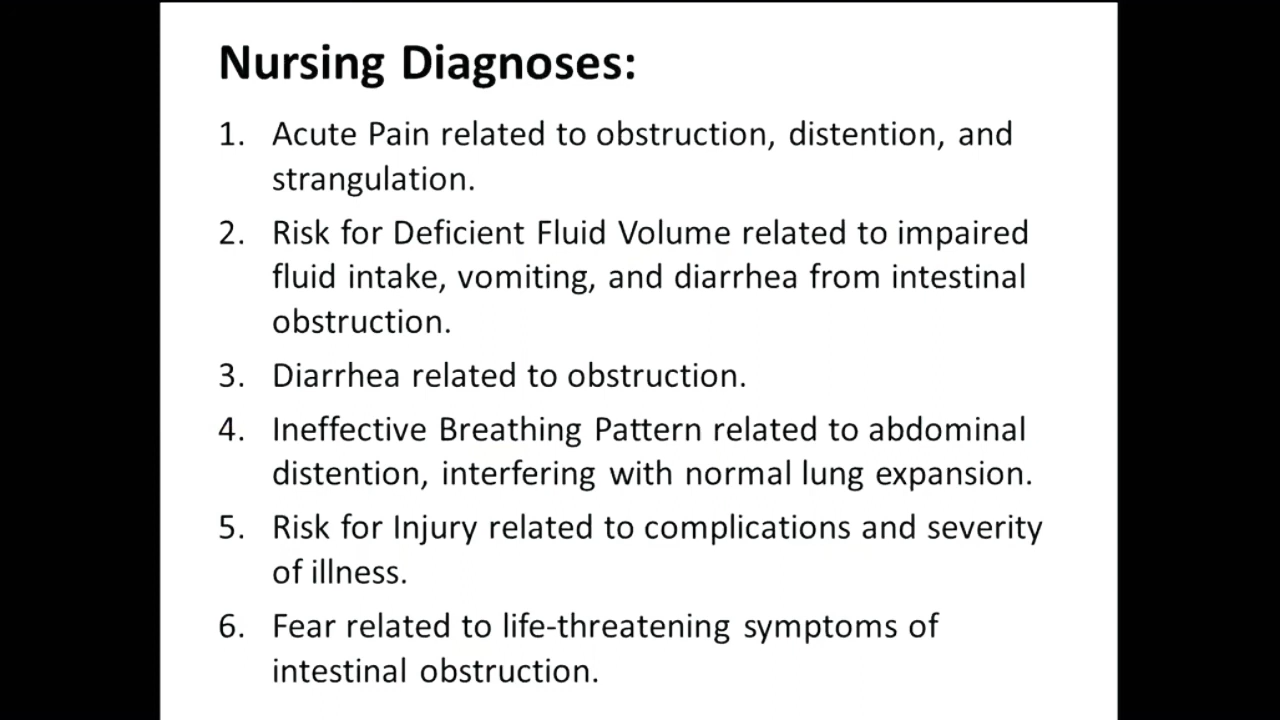 Nursing Diagnoses:
1. Acute Pain related to obstruction, distention, and
strangulation.
2. Risk for Deficient Fluid Volume related to impaired
fluid intake, vomiting, and diarrhea from intestinal
obstruction.
3. Diarrhea related to obstruction.
4. Ineffective Breathing Pattern related to abdominal
distention, interfering with normal lung expansion.
5. Risk for Injury related to complications and severity
of illness.
6. Fear related to life-threatening symptoms of
intestinal obstruction.